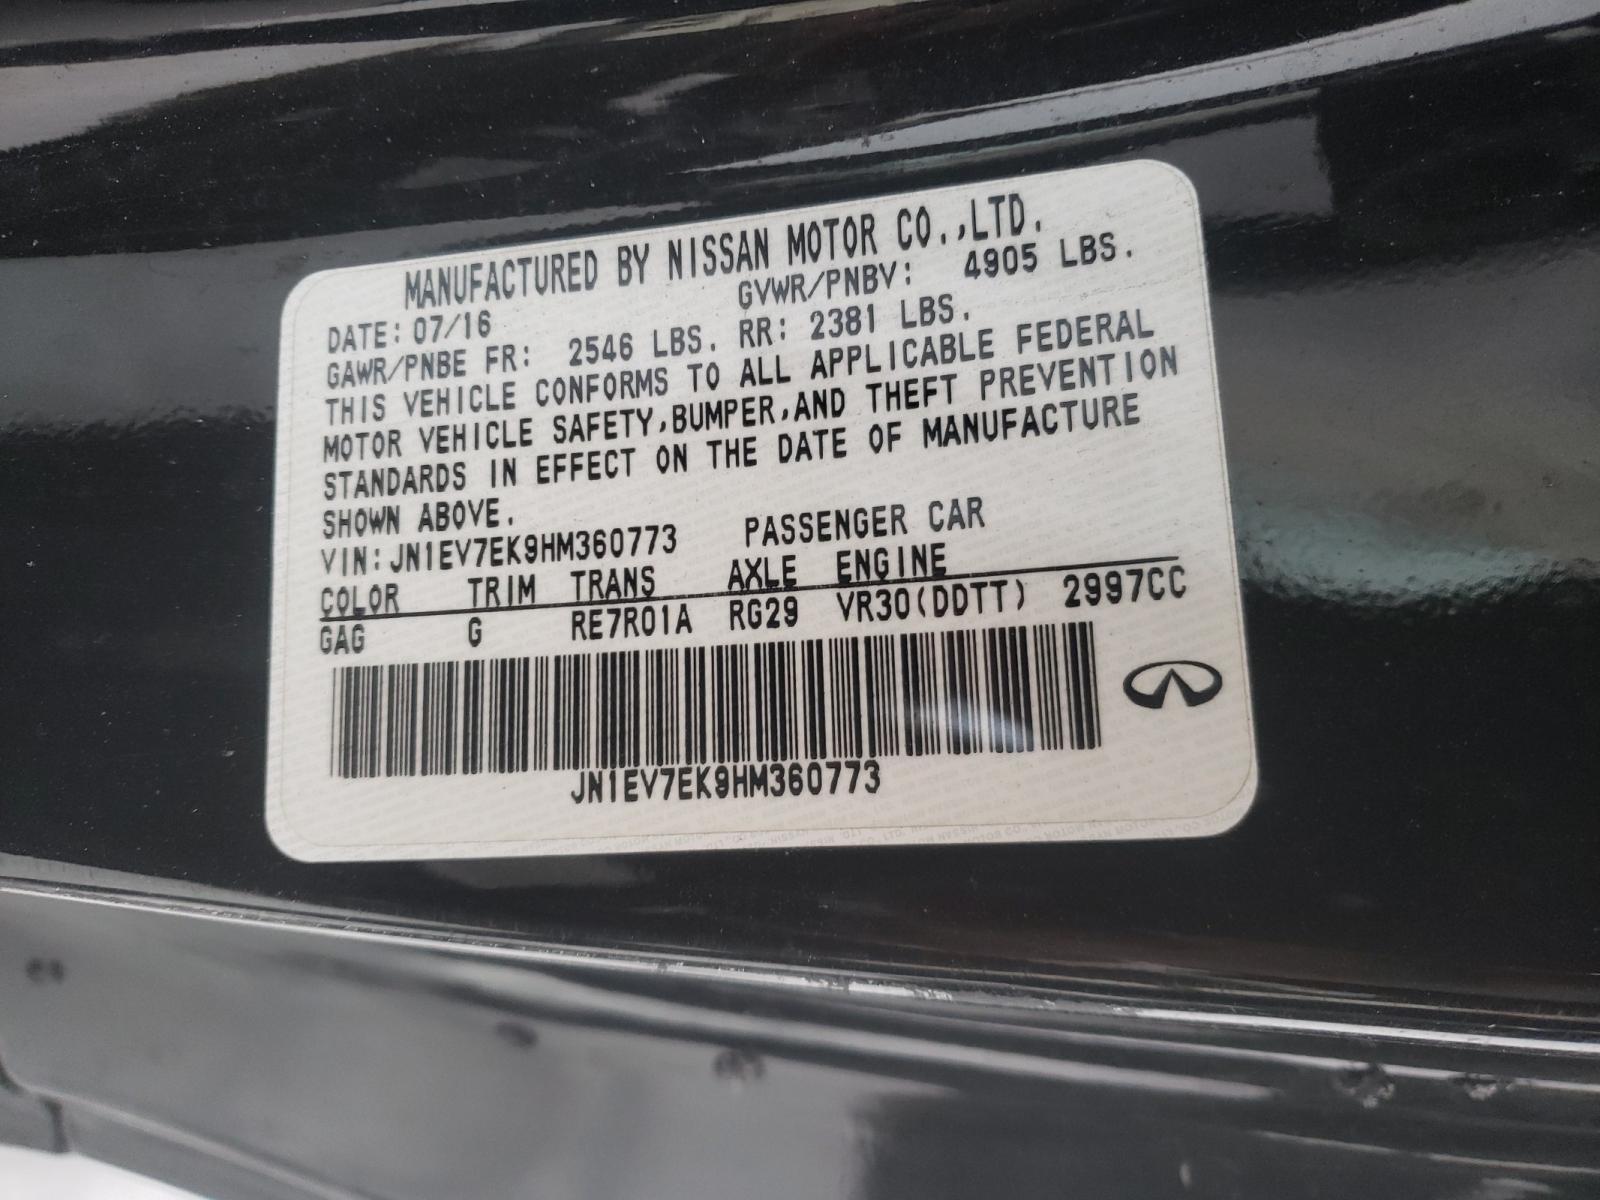 MANUFACTURED BY NISSAN MOTOR CO.,LTD.
DATE: 07/16 GVWR/PNBV: 4905 LBS.
GAWR/PNBE FR: 2546 LBS. RR: 2381 LBS.
THIS VEHICLE CONFORMS TO ALL APPLICABLE FEDERAL
MOTOR VEHICLE SAFETY,BUMPER,AND THEFT PREVENTION
STANDARDS IN EFFECT ON THE DATE OF MANUFACTURE
SHOWN ABOVE.
VIN: JN1EV7EK9HM360773 PASSENGER CAR
COLOR TRIM TRANS AXLE ENGINE
GAG G RE7R01A RG29 VR30(DDTT) 2997CC
JN1EV7EK9HM360773